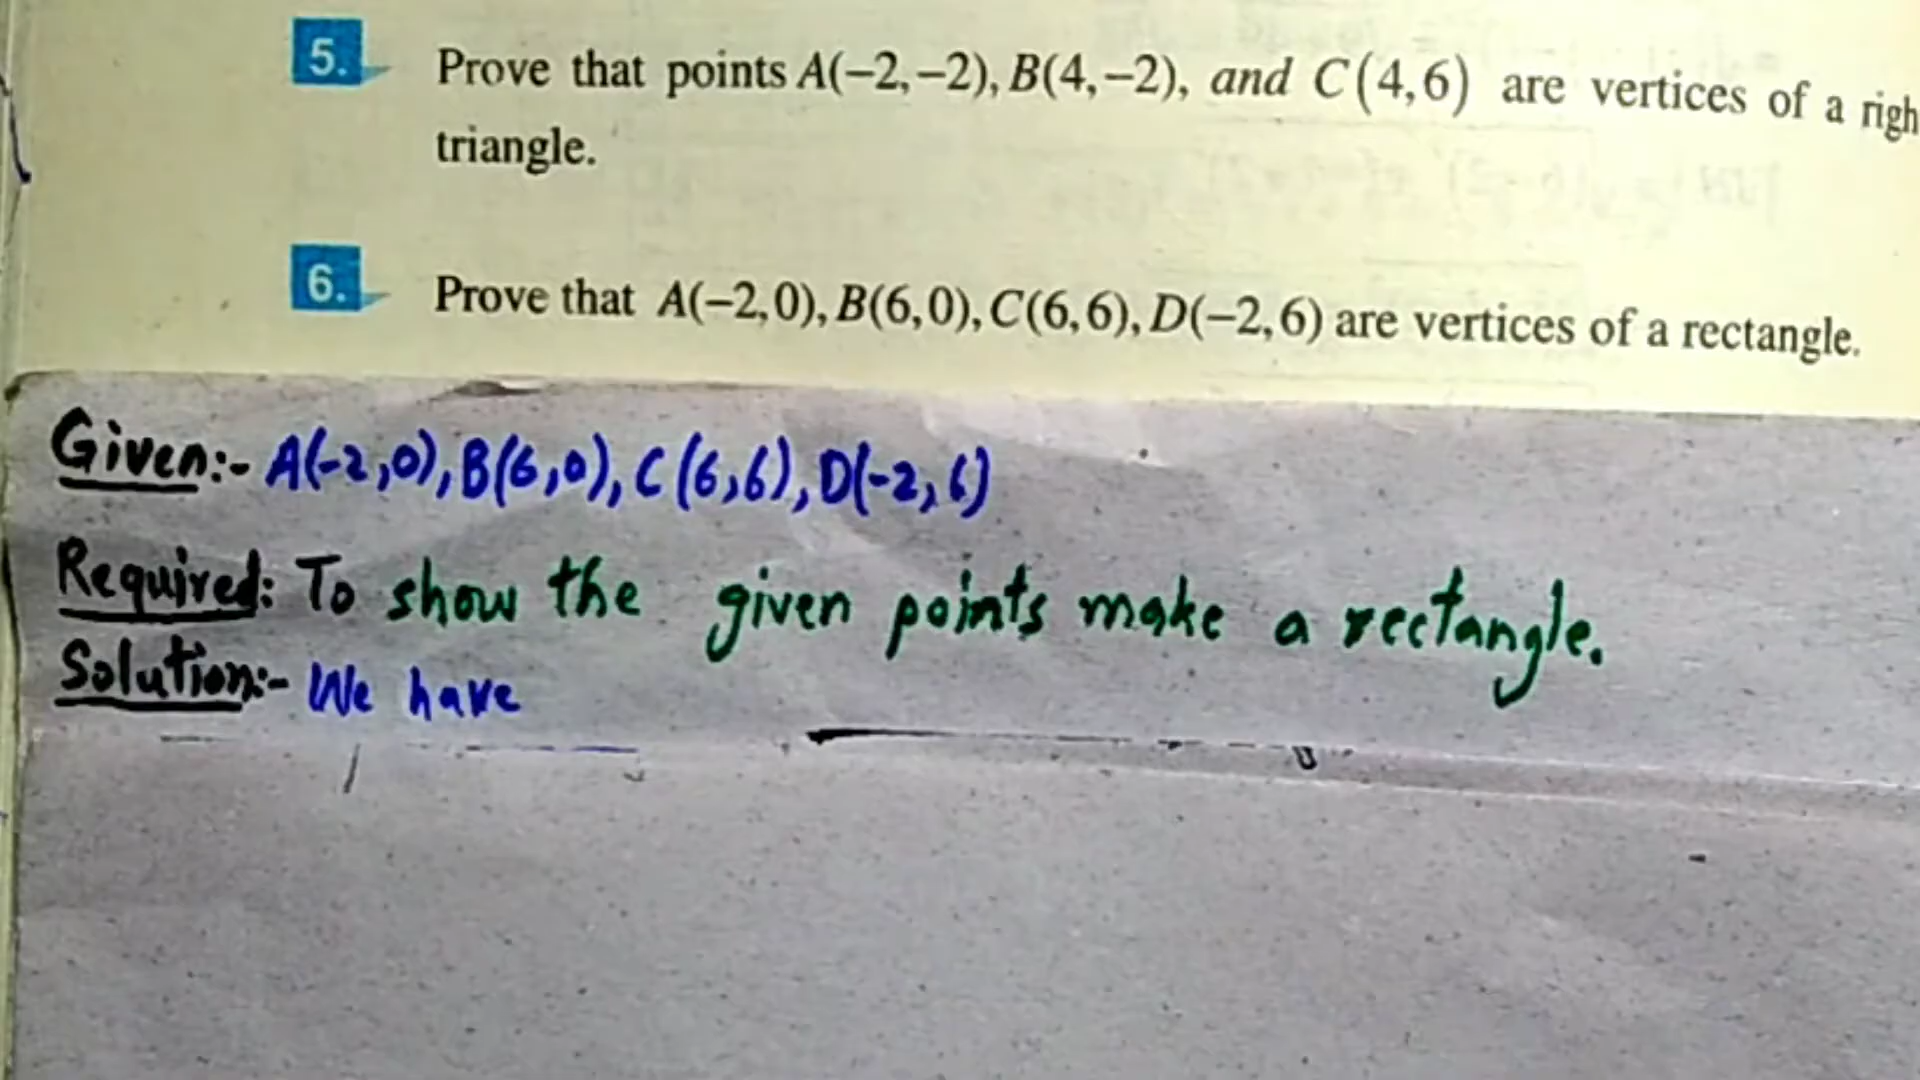 5. Prove that points A(−2,−2), B(4,−2), and C(4,6) are vertices of a righ
triangle.
6. Prove that A(−2,0), B(6,0), C(6,6), D(−2,6) are vertices of a rectangle.
Given:- A(-2,0), B(6,0), C(6,6), D(-2,6)
Required: To show the given points make a rectangle.
Solution:- We have